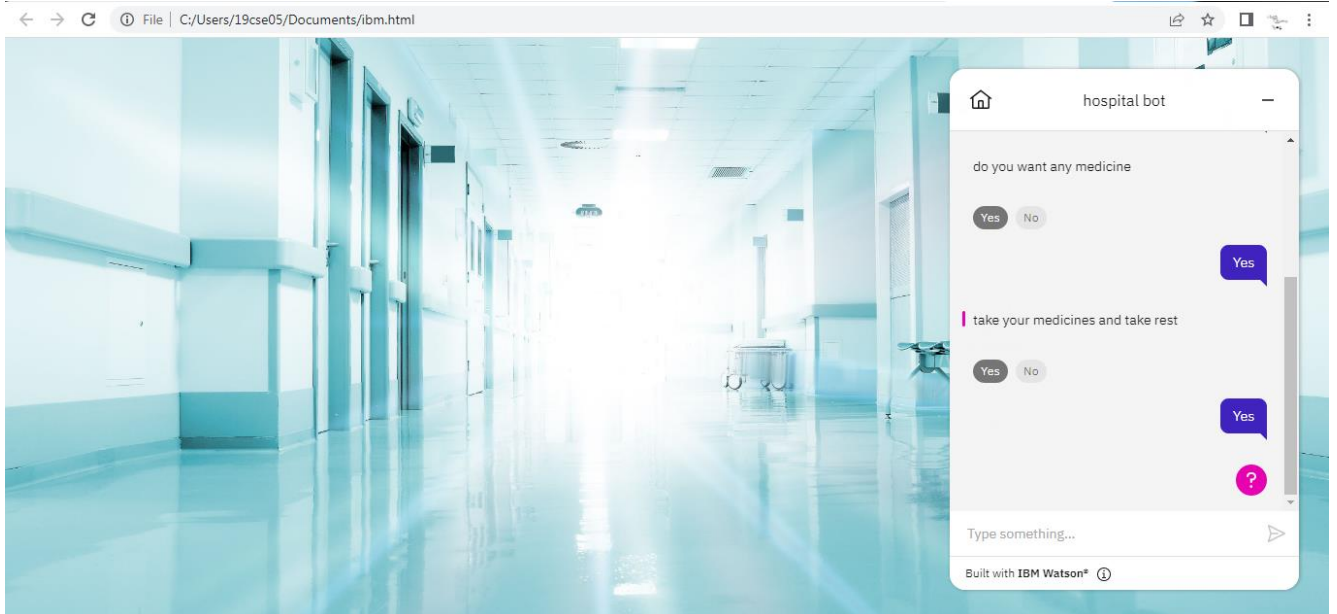 File | C:/Users/19cse05/Documents/ibm.html
hospital bot
do you want any medicine
Yes No
Yes
take your medicines and take rest
Yes No
Yes
?
Type something...
Built with IBM Watson®